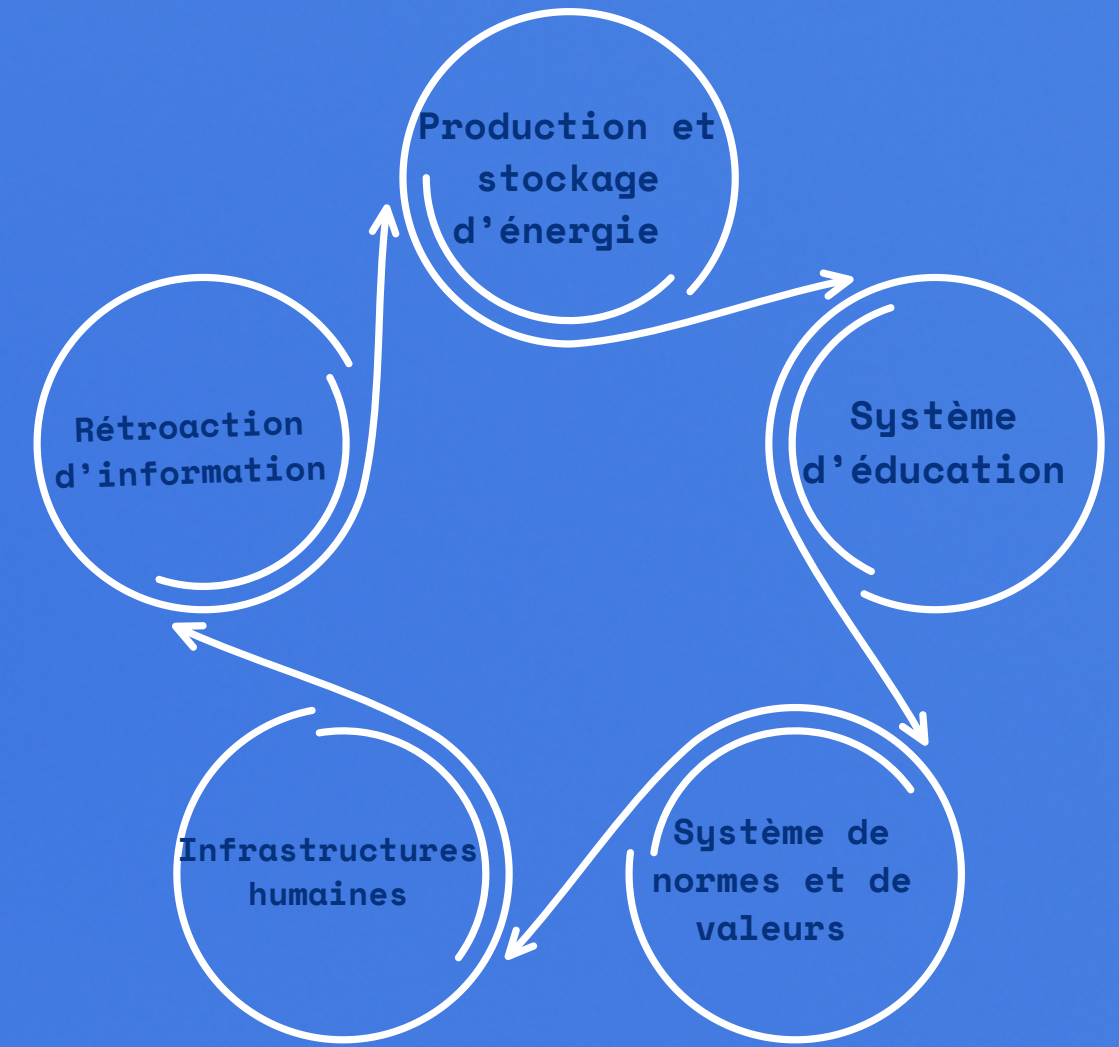 Production et
stockage
d’énergie
Système
d’éducation
Système de
normes et de
valeurs
Infrastructures
humaines
Rétroaction
d’information